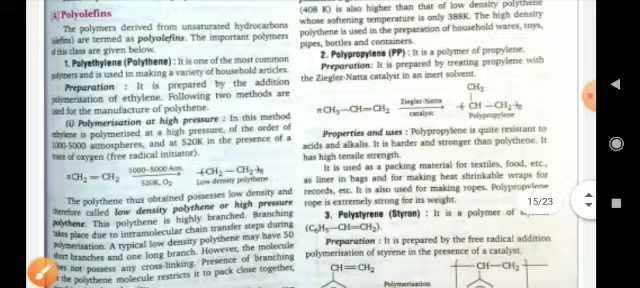 [A] Polyolefins
The polymers derived from unsaturated hydrocarbons
(olefins) are termed as polyolefins. The important polymers
of this class are given below.
1. Polyethylene (Polythene) : It is one of the most common
polymers and is used in making a variety of household articles.
Preparation : It is prepared by the addition
polymerisation of ethylene. Following two methods are
used for the manufacture of polythene.
(i) Polymerisation at high pressure : In this method
ethylene is polymerised at a high pressure, of the order of
1000-5000 atmospheres, and at 520K in the presence of a
trace of oxygen (free radical initiator).
1000-5000 Atm.
nCH₂ = CH₂ → +CH₂ — CH₂+n
520K, O₂ Low density polythene
The polythene thus obtained possesses low density and
therefore called low density polythene or high pressure
polythene. This polythene is highly branched. Branching
takes place due to intramolecular chain transfer steps during
polymerisation. A typical low density polythene may have 50
short branches and one long branch. However, the molecule
does not possess any cross-linking. Presence of branching
the polythene molecule restricts it to pack close together,
(408 K) is also higher than that of low density polythene
whose softening temperature is only 388K. The high density
polythene is used in the preparation of household wares, toys,
pipes, bottles and containers.
2. Polypropylene (PP) : It is a polymer of propylene.
Preparation: It is prepared by treating propylene with
the Ziegler-Natta catalyst in an inert solvent.
CH₃
nCH₃—CH=CH₂ Ziegler-Natta → + CH —CH₂+n
catalyst Polypropylene
Properties and uses : Polypropylene is quite resistant to
acids and alkalis. It is harder and stronger than polythene. It
has high tensile strength.
It is used as a packing material for textiles, food, etc.,
as liner in bags and for making heat shrinkable wraps for
records, etc. It is also used for making ropes. Polypropylene
rope is extremely strong for its weight.
15/23
3. Polystyrene (Styron) : It is a polymer of
(C₆H₅—CH=CH₂).
Preparation : It is prepared by the free radical addition
polymerisation of styrene in the presence of a catalyst.
CH=CH₂ —CH—CH₂—
Polymerisation